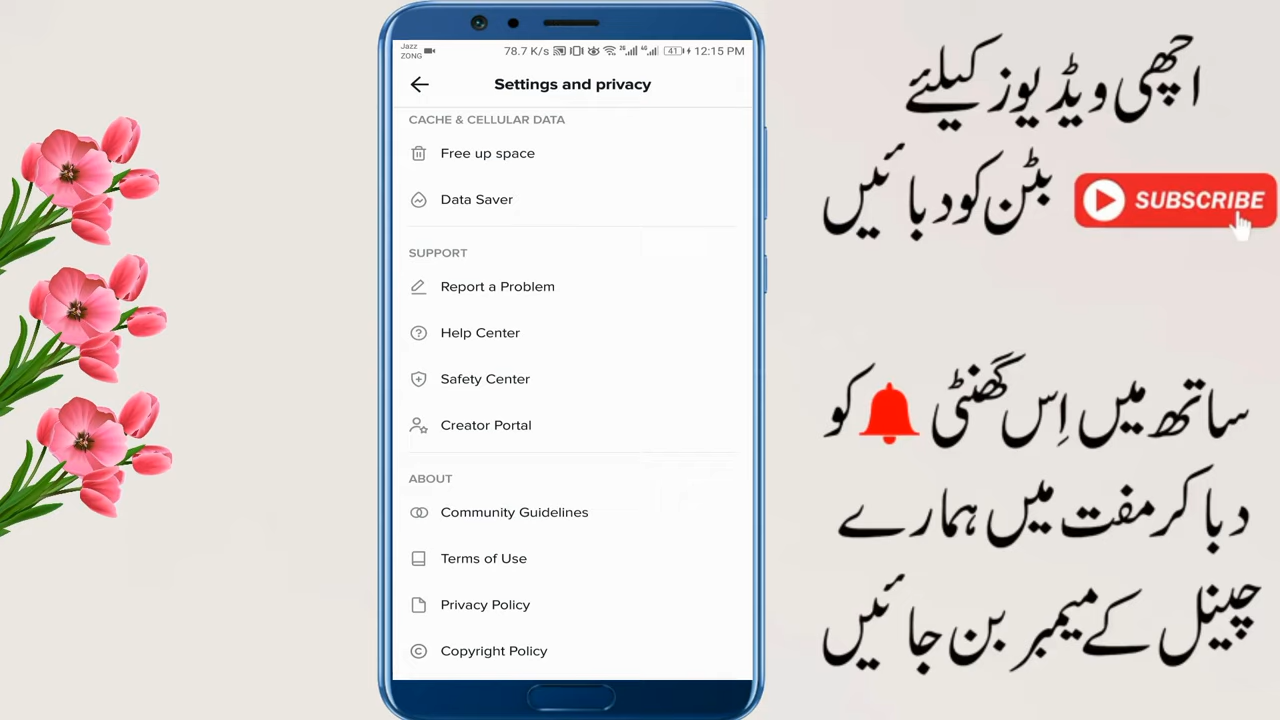 Jazz
ZONG
78.7 K/s 2G 4G 41 12:15 PM
Settings and privacy
CACHE & CELLULAR DATA
Free up space
Data Saver
SUPPORT
Report a Problem
Help Center
Safety Center
Creator Portal
ABOUT
Community Guidelines
Terms of Use
Privacy Policy
Copyright Policy
اچھی ویڈیوز کیلئے
SUBSCRIBE بٹن کو دبائیں
ساتھ میں اِس گھنٹی کو
دبا کر مفت میں ہمارے
چینل کے میمبر بن جائیں